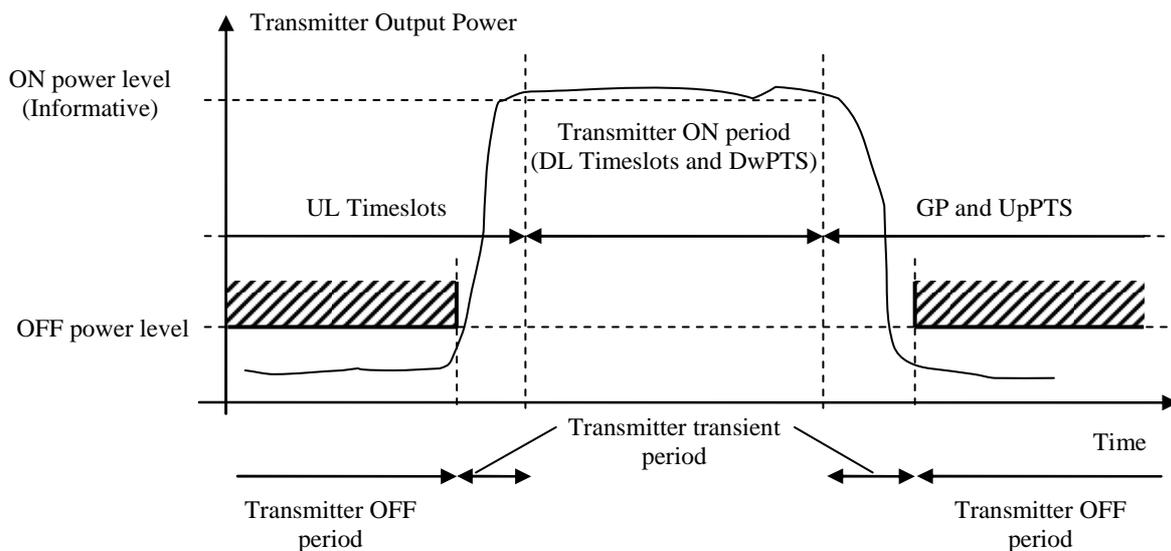 Transmitter Output Power
ON power level
(Informative)
Transmitter ON period
(DL Timeslots and DwPTS)
UL Timeslots
GP and UpPTS
OFF power level
Transmitter transient
period
Time
Transmitter OFF
period
Transmitter OFF
period